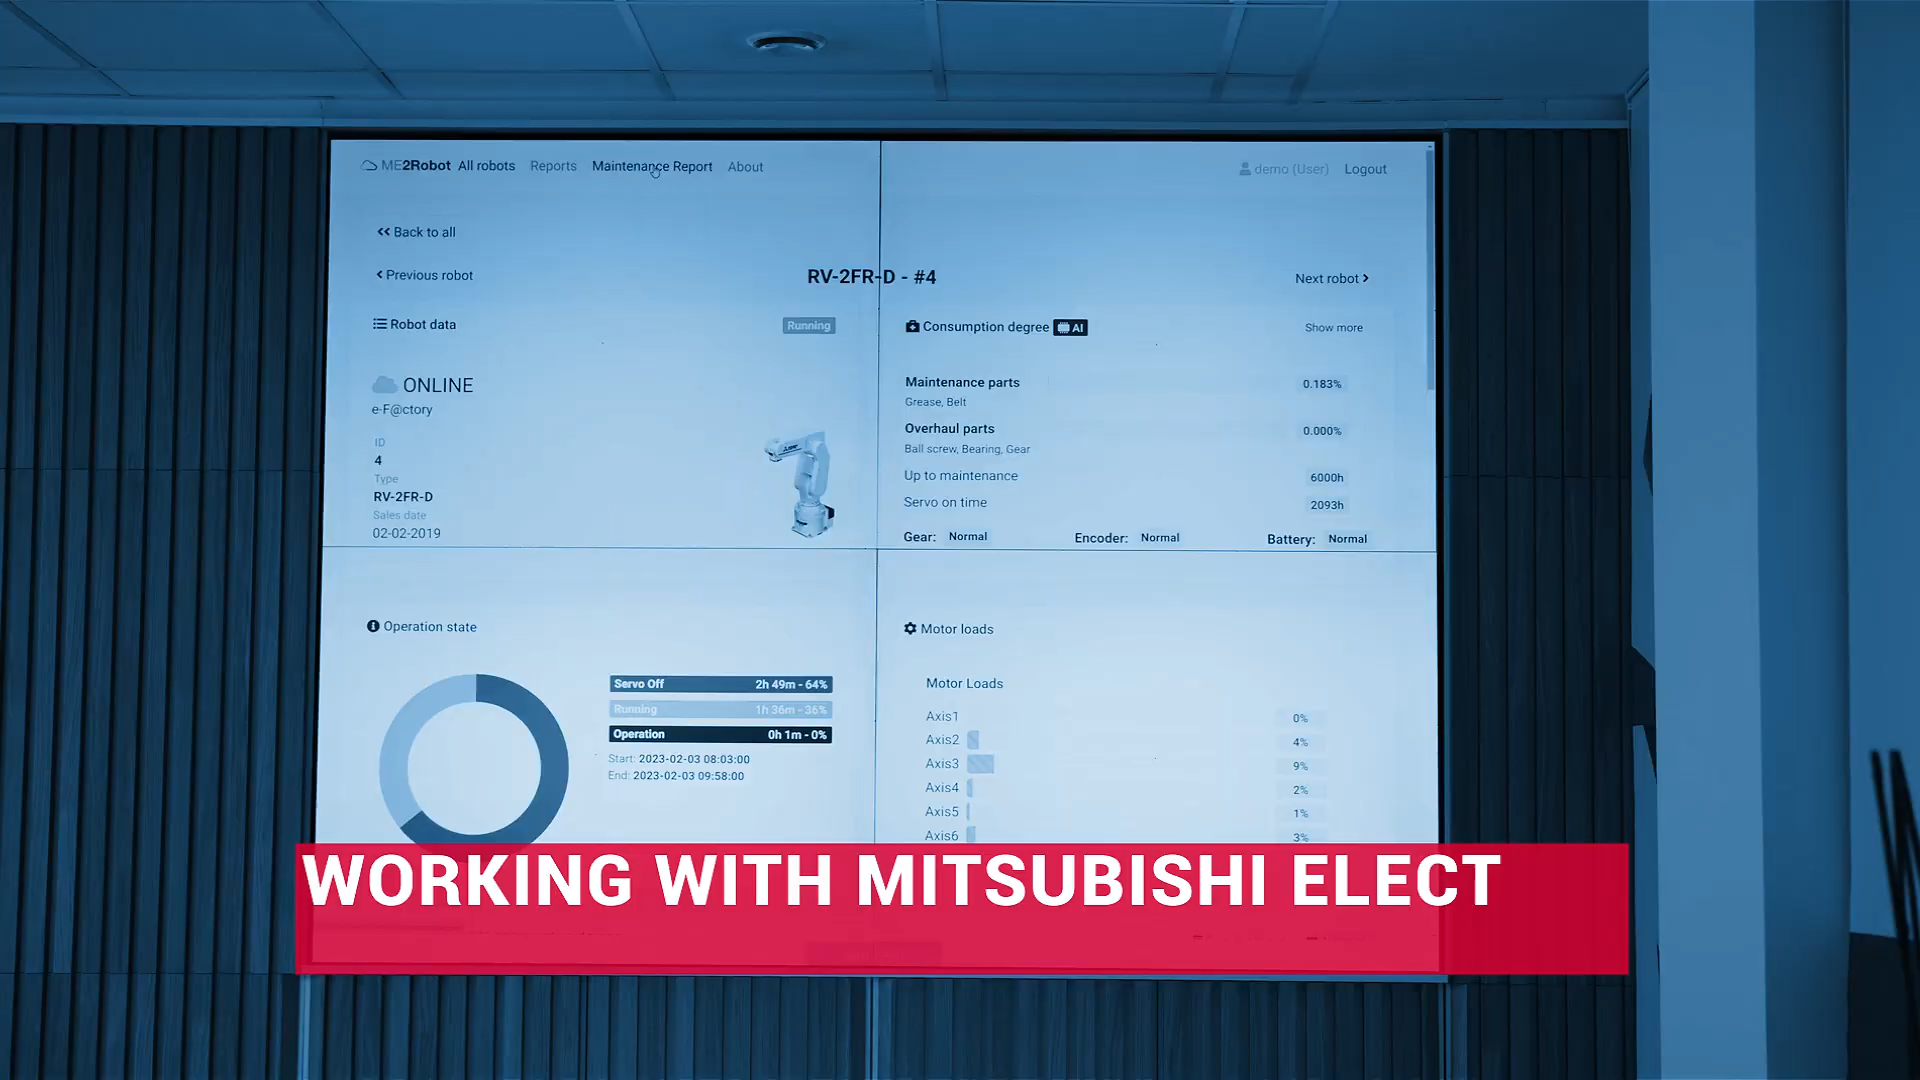 ME2Robot All robots Reports Maintenance Report About demo (User) Logout
Back to all
Previous robot RV-2FR-D - #4 Next robot
Robot data Running Consumption degree AI Show more
ONLINE
e-F@ctory
ID
4
Type
RV-2FR-D
Sales date
02-02-2019
Maintenance parts 0.183%
Grease, Belt
Overhaul parts 0.000%
Ball screw, Bearing, Gear
Up to maintenance 6000h
Servo on time 2093h
Gear: Normal Encoder: Normal Battery: Normal
Operation state
Servo Off 2h 49m - 64%
Running 1h 36m - 36%
Operation 0h 1m - 0%
Start: 2023-02-03 08:03:00
End: 2023-02-03 09:58:00
Motor loads
Motor Loads
Axis1 0%
Axis2 4%
Axis3 9%
Axis4 2%
Axis5 1%
Axis6 3%
WORKING WITH MITSUBISHI ELECT